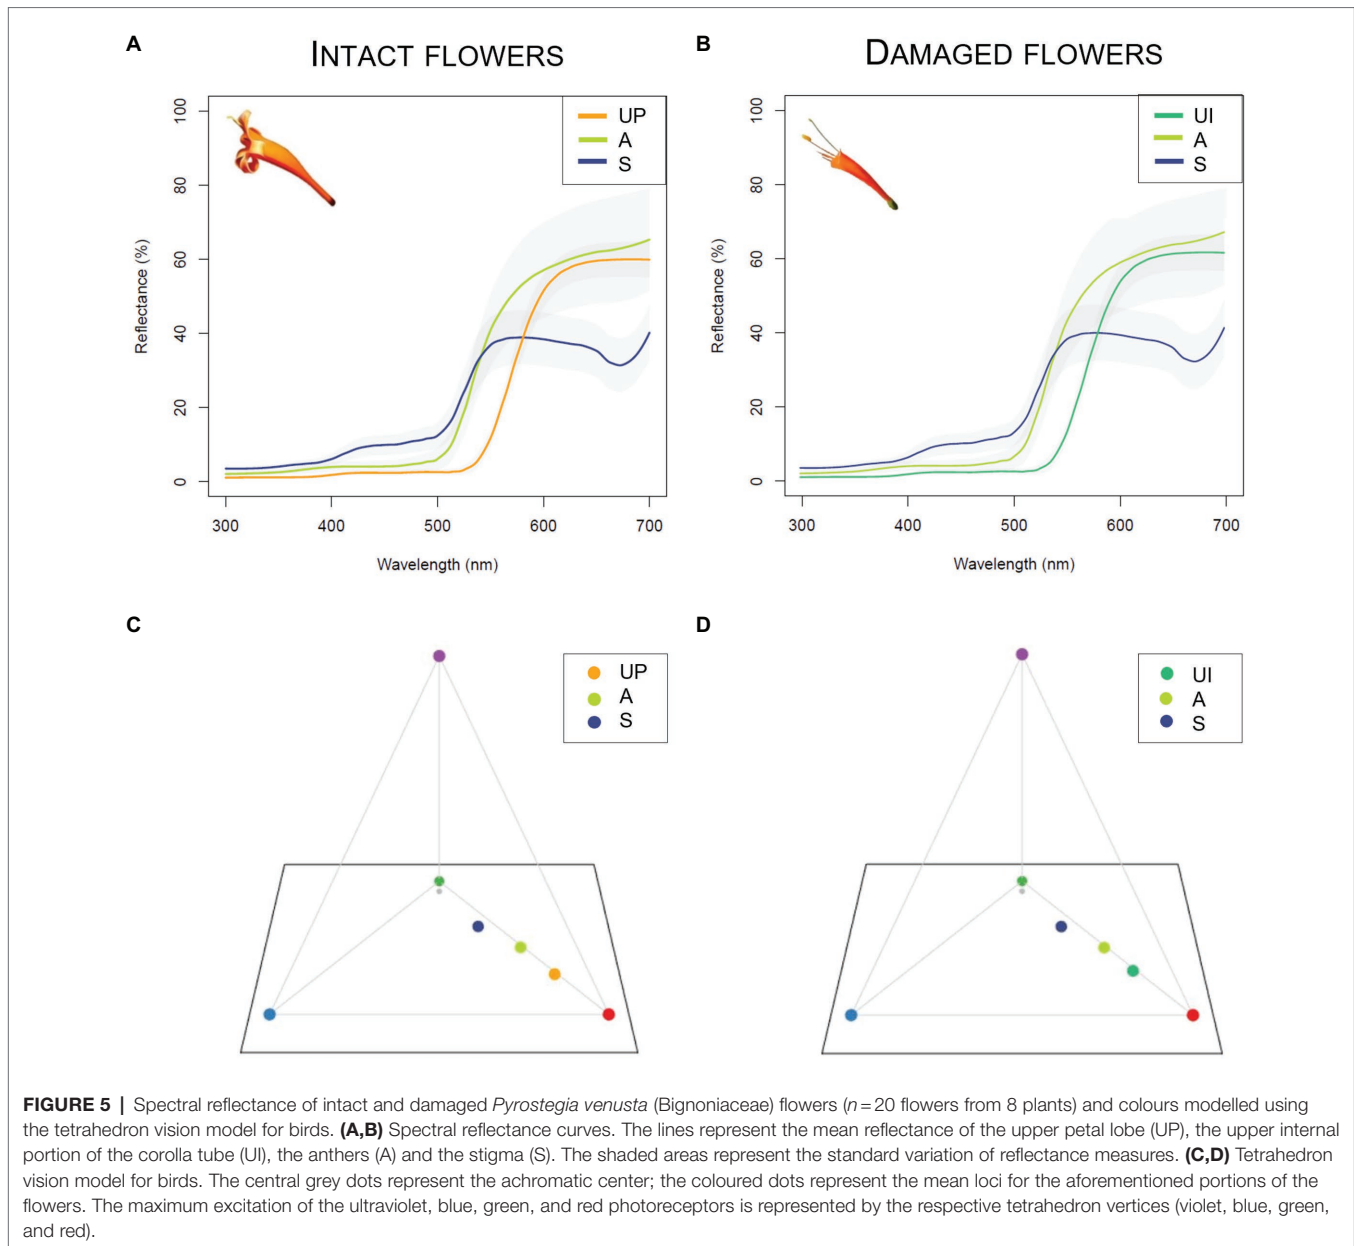 A
INTACT FLOWERS
B
DAMAGED FLOWERS
UP
A
S
UI
A
S
Reflectance (%)
100
80
60
40
20
0
300 400 500 600 700
Wavelength (nm)
Reflectance (%)
100
80
60
40
20
0
300 400 500 600 700
Wavelength (nm)
C
D
UP
A
S
UI
A
S
FIGURE 5 | Spectral reflectance of intact and damaged Pyrostegia venusta (Bignoniaceae) flowers (n=20 flowers from 8 plants) and colours modelled using
the tetrahedron vision model for birds. (A,B) Spectral reflectance curves. The lines represent the mean reflectance of the upper petal lobe (UP), the upper internal
portion of the corolla tube (UI), the anthers (A) and the stigma (S). The shaded areas represent the standard variation of reflectance measures. (C,D) Tetrahedron
vision model for birds. The central grey dots represent the achromatic center; the coloured dots represent the mean loci for the aforementioned portions of the
flowers. The maximum excitation of the ultraviolet, blue, green, and red photoreceptors is represented by the respective tetrahedron vertices (violet, blue, green,
and red).